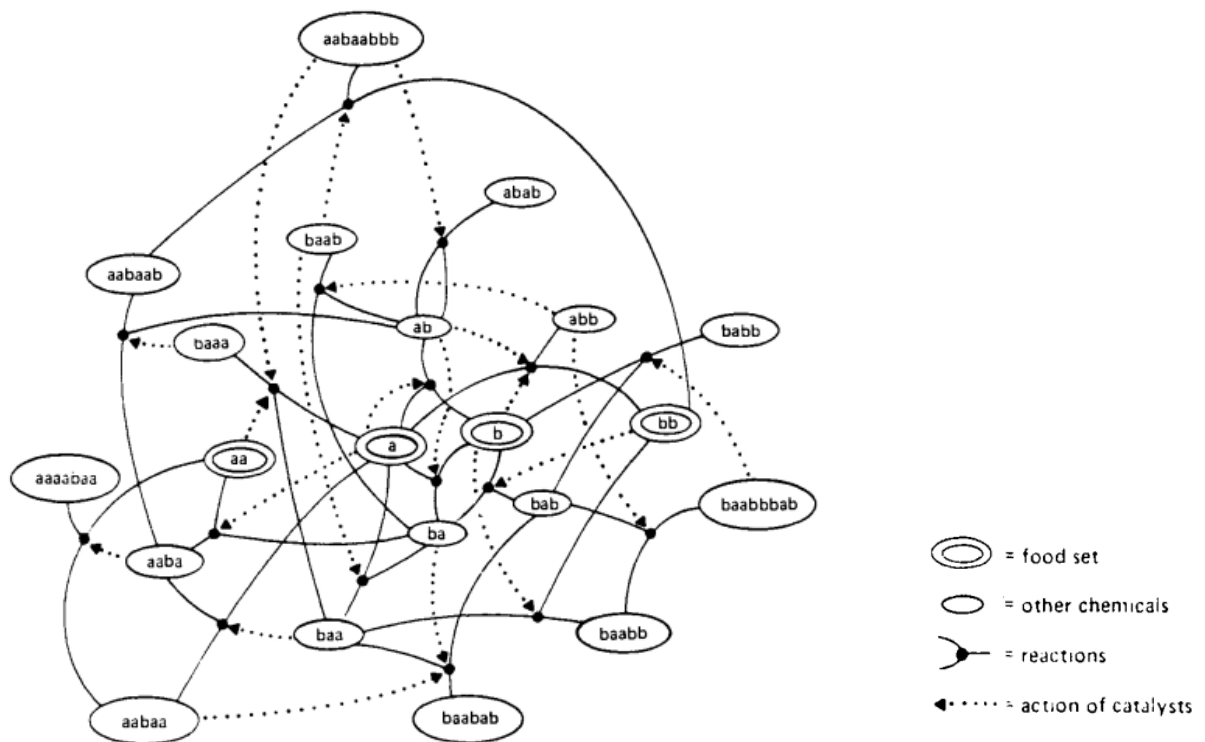 aabaabbb
abab
baab
aabaab
ab
abb
babb
baaa
a
b
bb
aa
aaaabaa
bab
baabbbab
ba
aaba
= food set
= other chemicals
baa
baabb
= reactions
= action of catalysts
aabaa
baabab